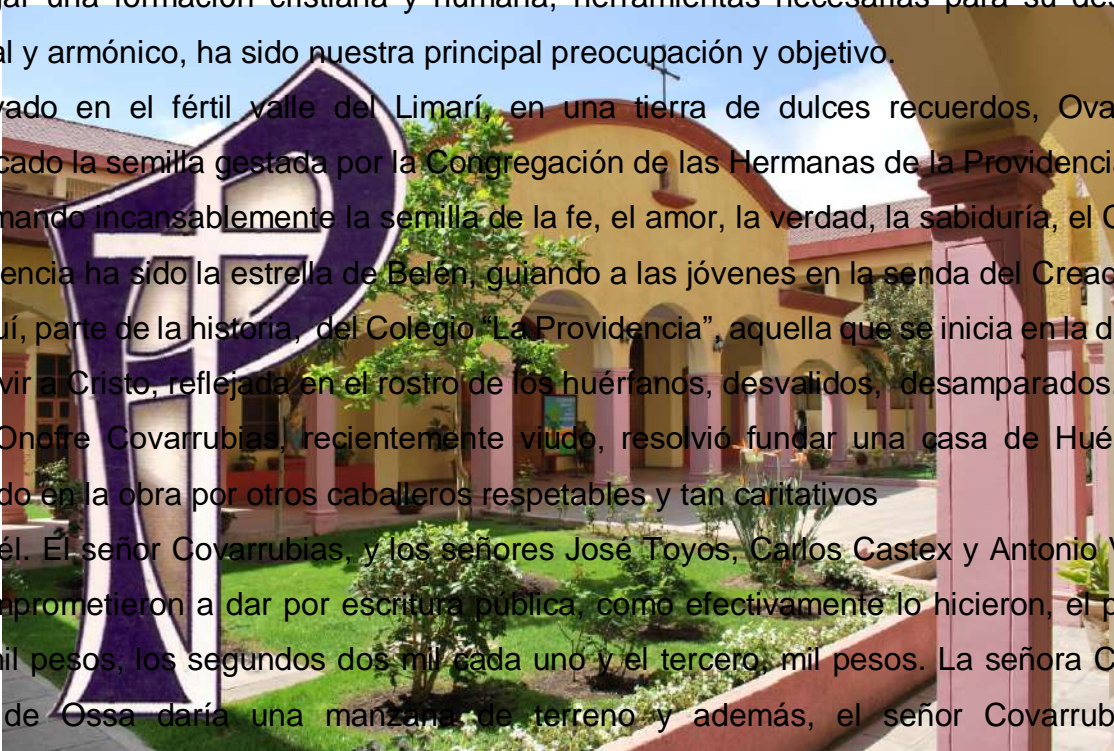 gar una formación cristiana y humana, herramientas necesarias para su des
al y armónico, ha sido nuestra principal preocupación y objetivo.
vado en el fértil valle del Limarí, en una tierra de dulces recuerdos, Ova
cado la semilla gestada por la Congregación de las Hermanas de la Providencia
mando incansablemente la semilla de la fe, el amor, la verdad, la sabiduría, el C
encia ha sido la estrella de Belén, guiando a las jóvenes en la senda del Cread
uí, parte de la historia, del Colegio “La Providencia”, aquella que se inicia en la d
vir a Cristo, reflejada en el rostro de los huérfanos, desvalidos, desamparados
Onofre Covarrubias, recientemente viudo, resolvió fundar una casa de Hué
do en la obra por otros caballeros respetables y tan caritativos
él. El señor Covarrubias, y los señores José Toyos, Carlos Castex y Antonio V
mprometieron a dar por escritura pública, como efectivamente lo hicieron, el p
il pesos, los segundos dos mil cada uno y el tercero, mil pesos. La señora C
de Ossa daría una manzana de terreno y además, el señor Covarrub